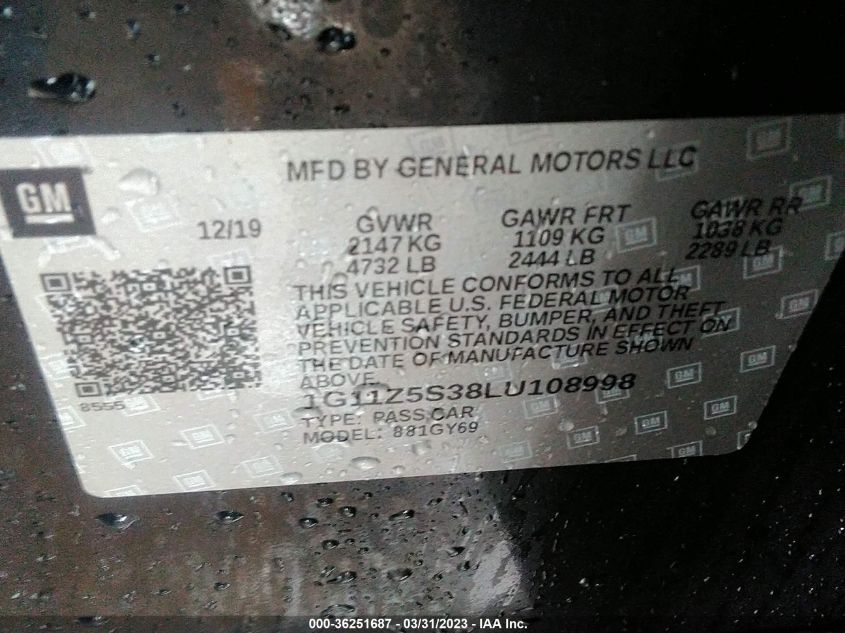 MFD BY GENERAL MOTORS LLC
GM
12/19
GVWR
2147 KG
4732 LB
GAWR FRT
1109 KG
2444 LB
GAWR RR
1038 KG
2289 LB
THIS VEHICLE CONFORMS TO ALL
APPLICABLE U.S. FEDERAL MOTOR
VEHICLE SAFETY, BUMPER, AND THEFT
PREVENTION STANDARDS IN EFFECT ON
THE DATE OF MANUFACTURE SHOWN
ABOVE.
8555
1G11Z5S38LU108998
TYPE: PASS CAR
MODEL: 881GY69
000-36251687 - 03/31/2023 - IAA Inc.